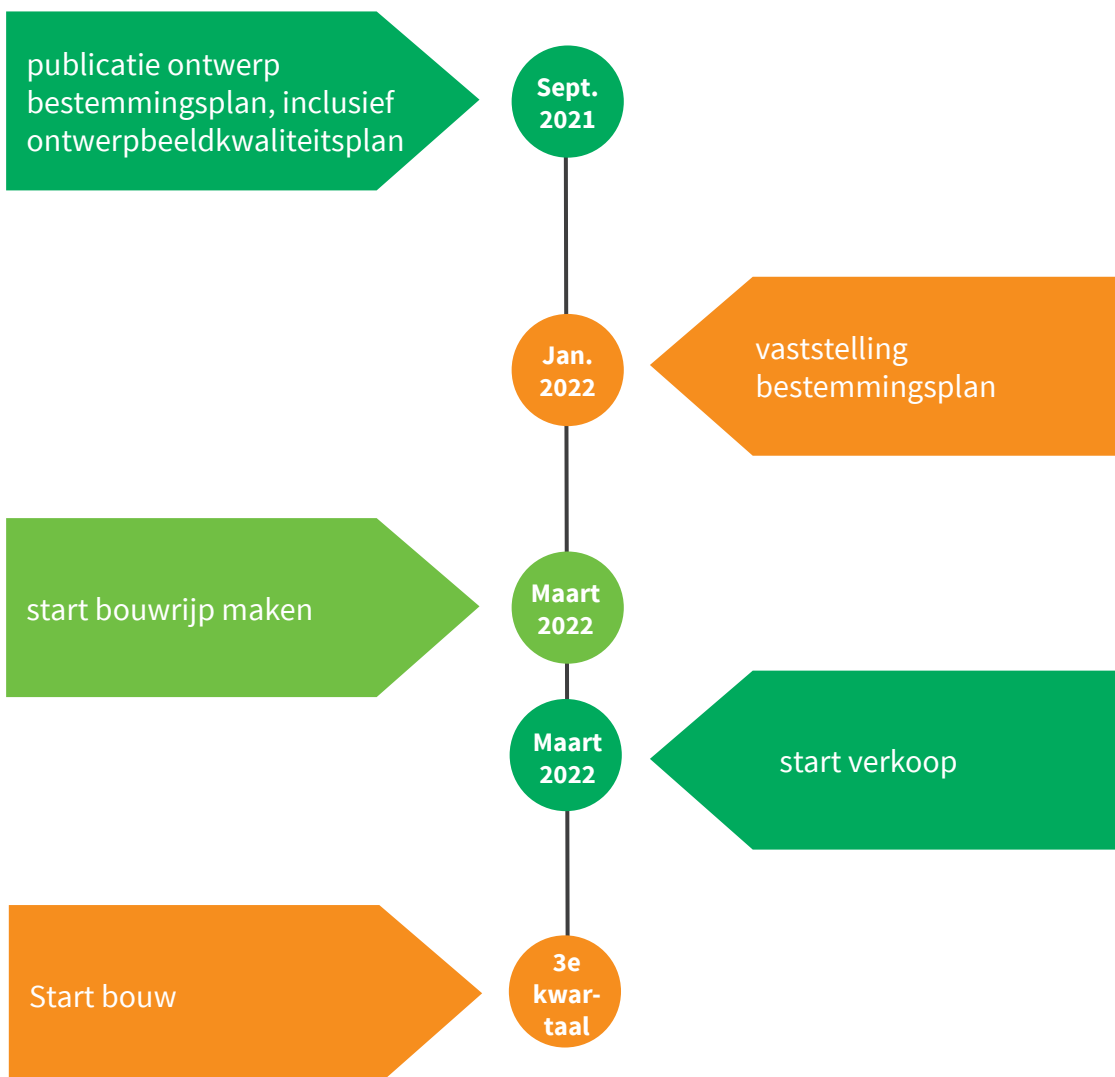 publicatie ontwerp
bestemmingsplan, inclusief
ontwerpbeeldkwaliteitsplan
Sept.
2021
Jan.
2022
vaststelling
bestemmingsplan
start bouwrijp maken
Maart
2022
Maart
2022
start verkoop
Start bouw
3e
kwar-
taal